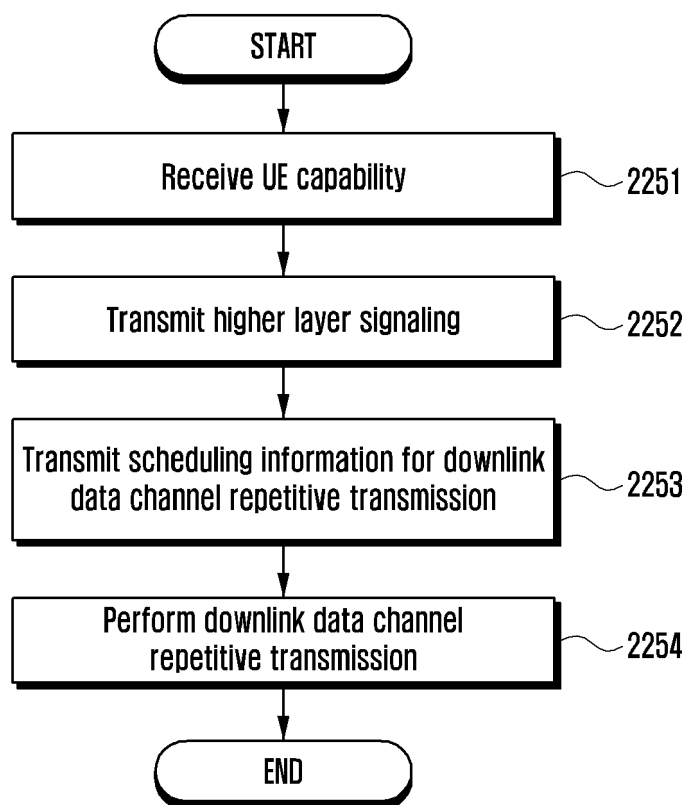 START
Receive UE capability
2251
Transmit higher layer signaling
2252
Transmit scheduling information for downlink
data channel repetitive transmission
2253
Perform downlink data channel
repetitive transmission
2254
END